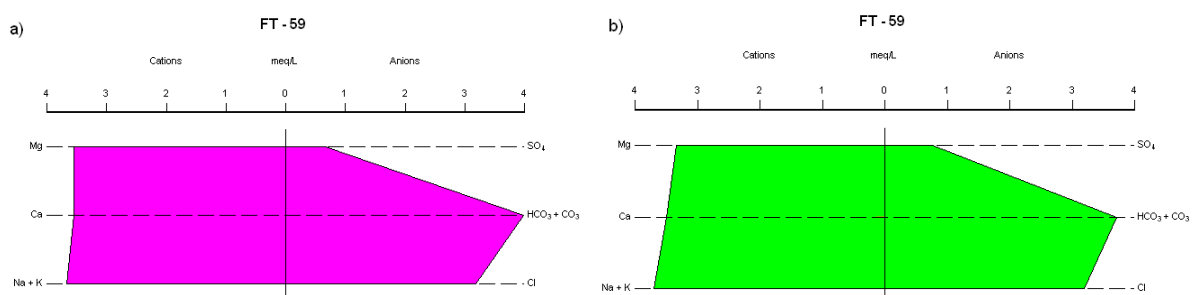 a)
FT - 59
Cations meq/L Anions
4 3 2 1 0 1 2 3 4
Mg SO₄
Ca HCO₃ + CO₃
Na + K Cl
b)
FT - 59
Cations meq/L Anions
4 3 2 1 0 1 2 3 4
Mg SO₄
Ca HCO₃ + CO₃
Na + K Cl